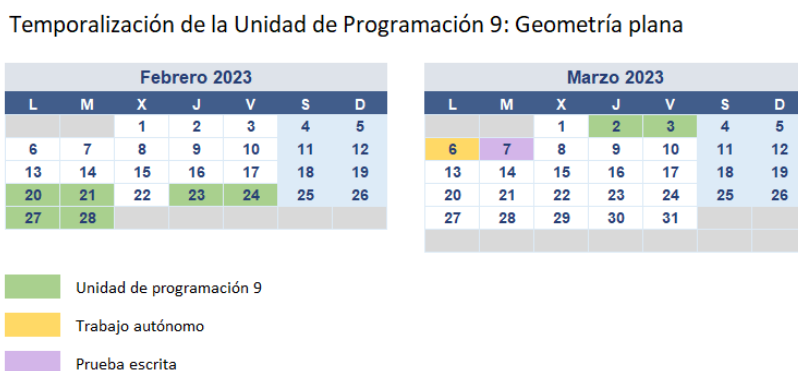 Temporalización de la Unidad de Programación 9: Geometría plana
Febrero 2023
L M X J V S D
1 2 3 4 5
6 7 8 9 10 11 12
13 14 15 16 17 18 19
20 21 22 23 24 25 26
27 28
Marzo 2023
L M X J V S D
1 2 3 4 5
6 7 8 9 10 11 12
13 14 15 16 17 18 19
20 21 22 23 24 25 26
27 28 29 30 31
Unidad de programación 9
Trabajo autónomo
Prueba escrita